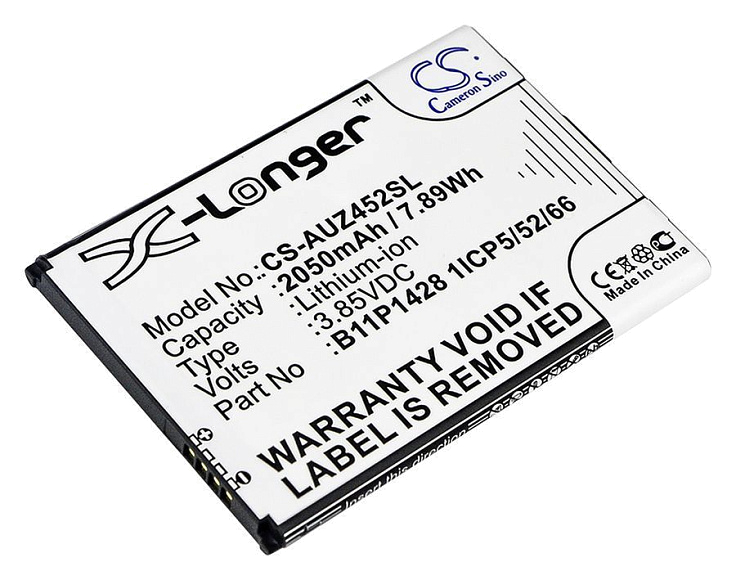 CS
Cameron Sino
X-Longer™
Model No.: CS-AUZ452SL
Capacity : 2050mAh / 7.89Wh
Type : Lithium-ion
Volts : 3.85VDC
Part No : B11P1428 1ICP5/52/66
WARRANTY VOID IF
LABEL IS REMOVED.
CE
Made in China